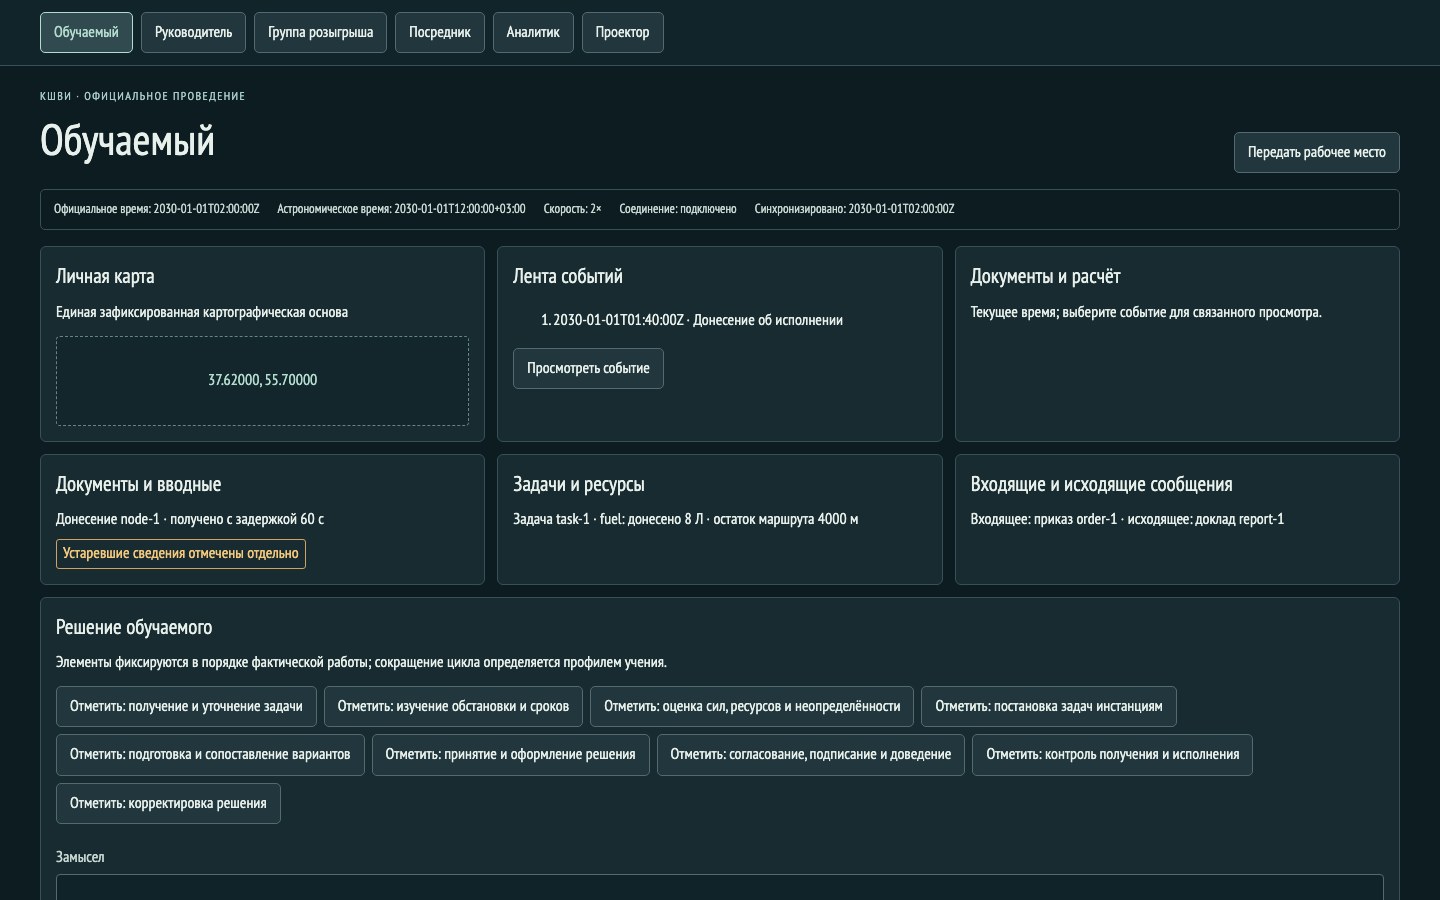 Обучаемый
Руководитель
Группа розыгрыша
Посредник
Аналитик
Проектор
КШВИ · ОФИЦИАЛЬНОЕ ПРОВЕДЕНИЕ
Обучаемый
Передать рабочее место
Официальное время: 2030-01-01T02:00:00Z
Астрономическое время: 2030-01-01T12:00:00+03:00
Скорость: 2×
Соединение: подключено
Синхронизировано: 2030-01-01T02:00:00Z
Личная карта
Единая зафиксированная картографическая основа
37.62000, 55.70000
Лента событий
1. 2030-01-01T01:40:00Z · Донесение об исполнении
Просмотреть событие
Документы и расчёт
Текущее время; выберите событие для связанного просмотра.
Документы и вводные
Донесение node-1 · получено с задержкой 60 с
Устаревшие сведения отмечены отдельно
Задачи и ресурсы
Задача task-1 · fuel: донесено 8 Л · остаток маршрута 4000 м
Входящие и исходящие сообщения
Входящее: приказ order-1 · исходящее: доклад report-1
Решение обучаемого
Элементы фиксируются в порядке фактической работы; сокращение цикла определяется профилем учения.
Отметить: получение и уточнение задачи
Отметить: изучение обстановки и сроков
Отметить: оценка сил, ресурсов и неопределённости
Отметить: постановка задач инстанциям
Отметить: подготовка и сопоставление вариантов
Отметить: принятие и оформление решения
Отметить: согласование, подписание и доведение
Отметить: контроль получения и исполнения
Отметить: корректировка решения
Замысел